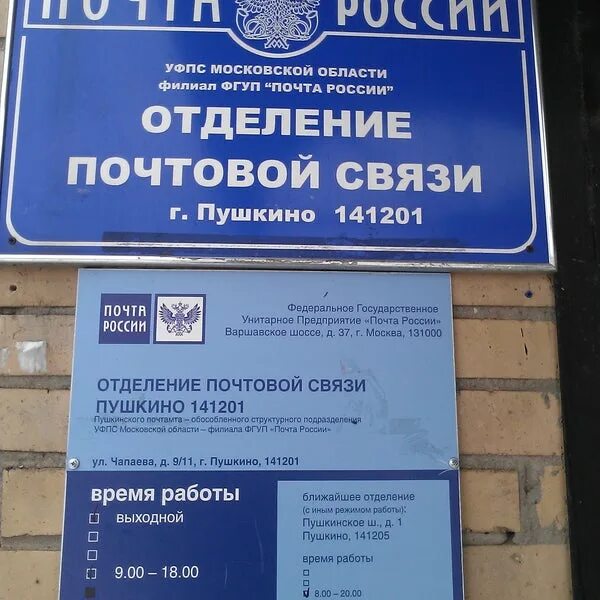 ПОЧТА РОССИИ
УФПС МОСКОВСКОЙ ОБЛАСТИ
филиал ФГУП "ПОЧТА РОССИИ"
ОТДЕЛЕНИЕ
ПОЧТОВОЙ СВЯЗИ
г. Пушкино 141201
ПОЧТА
РОССИИ
Федеральное Государственное
Унитарное Предприятие «Почта России»
Варшавское шоссе, д. 37, г. Москва, 131000
ОТДЕЛЕНИЕ ПОЧТОВОЙ СВЯЗИ
ПУШКИНО 141201
Пушкинского почтамта – обособленного структурного подразделения
УФПС Московской области – филиала ФГУП «Почта России»
ул. Чапаева, д. 9/11, г. Пушкино, 141201
время работы
выходной
9.00 – 18.00
ближайшее отделение
(с иным режимом работы):
Пушкинское ш., д. 1
Пушкино, 141205
время работы
8.00 – 20.00